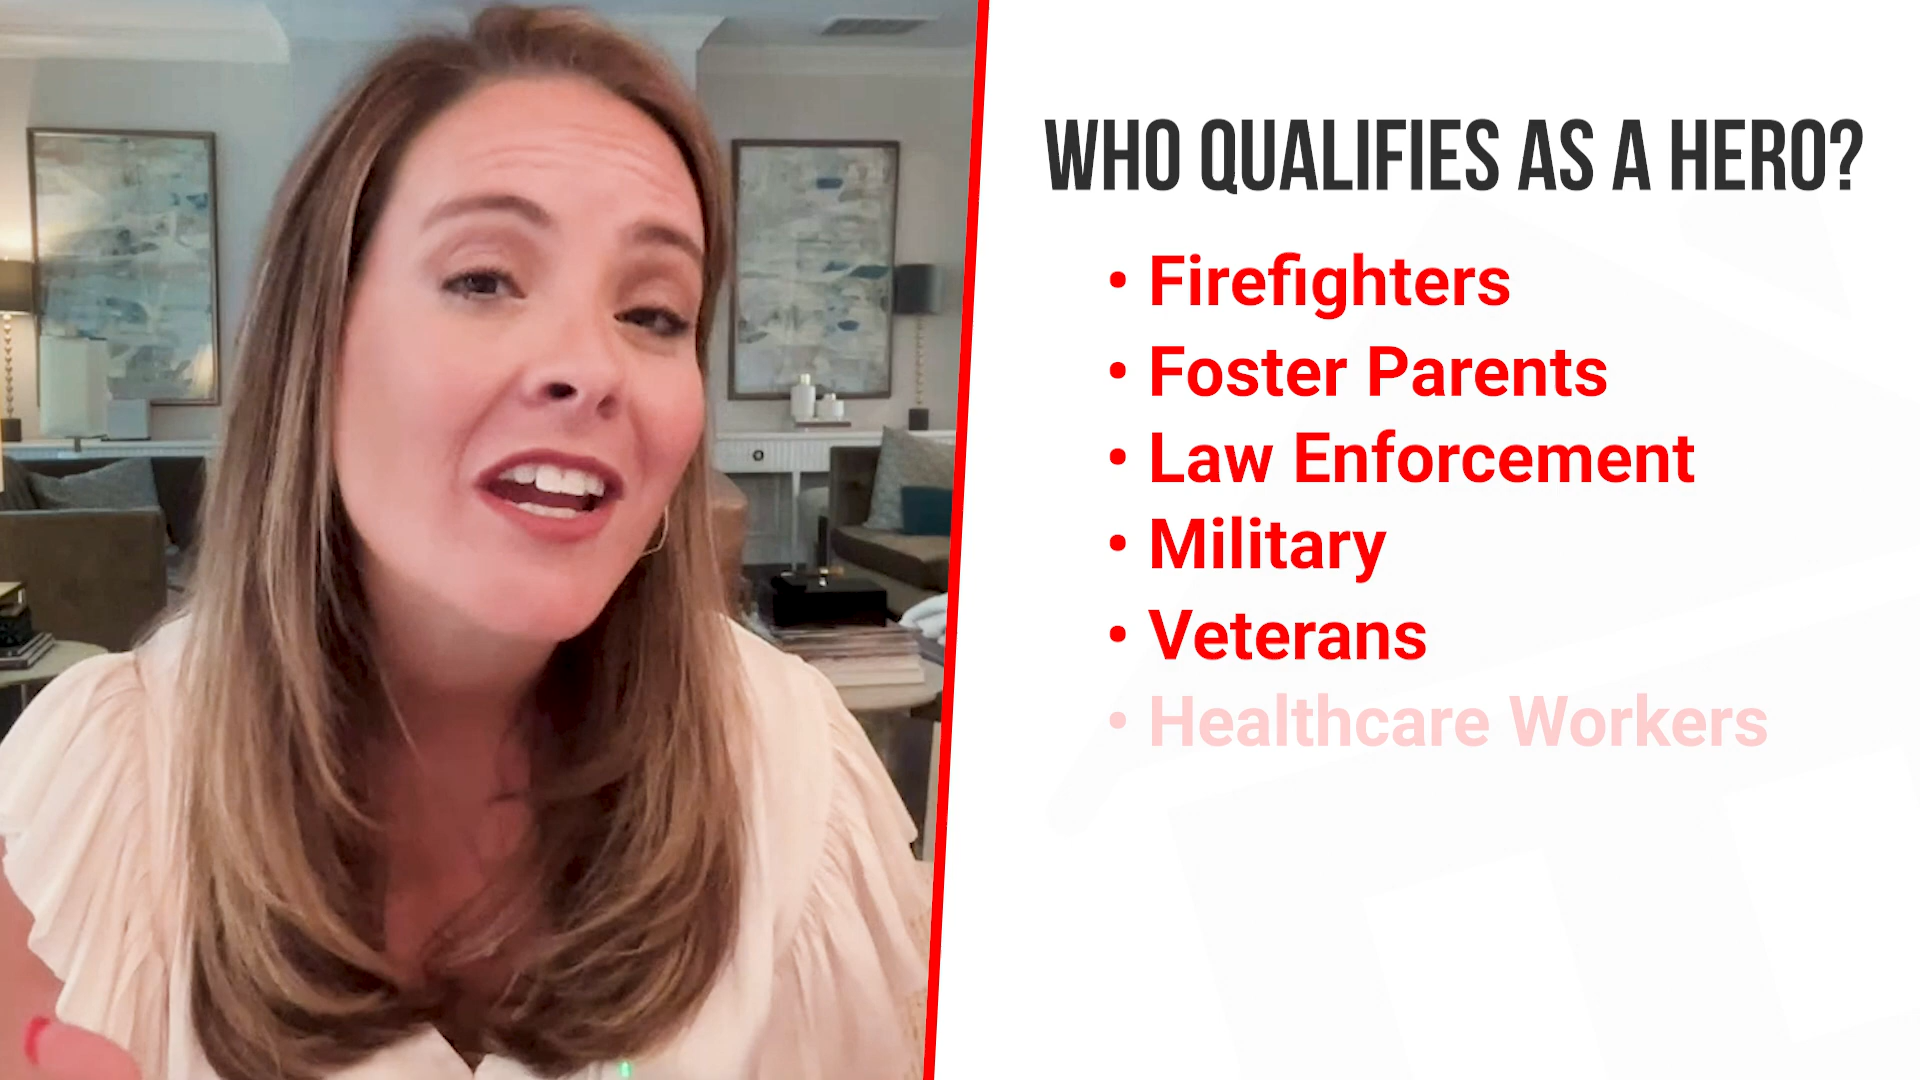 WHO QUALIFIES AS A HERO?
• Firefighters
• Foster Parents
• Law Enforcement
• Military
• Veterans
• Healthcare Workers